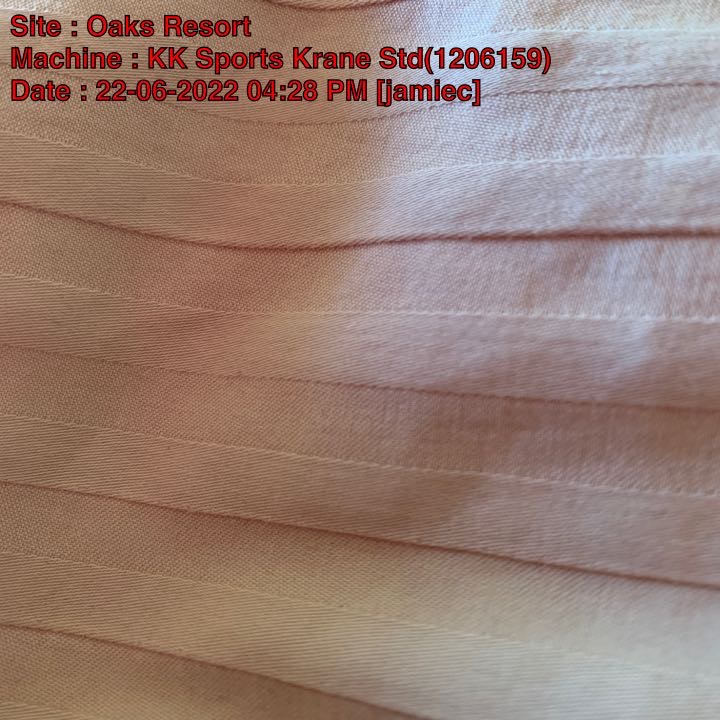 Site : Oaks Resort
Machine : KK Sports Krane Std(1206159)
Date : 22-06-2022 04:28 PM [jamiec]